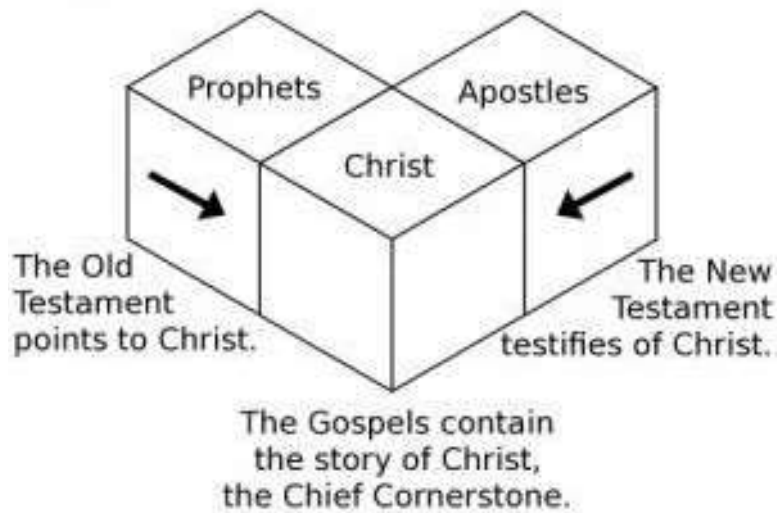 Prophets
Apostles
Christ
The Old
Testament
points to Christ.
The New
Testament
testifies of Christ.
The Gospels contain
the story of Christ,
the Chief Cornerstone.